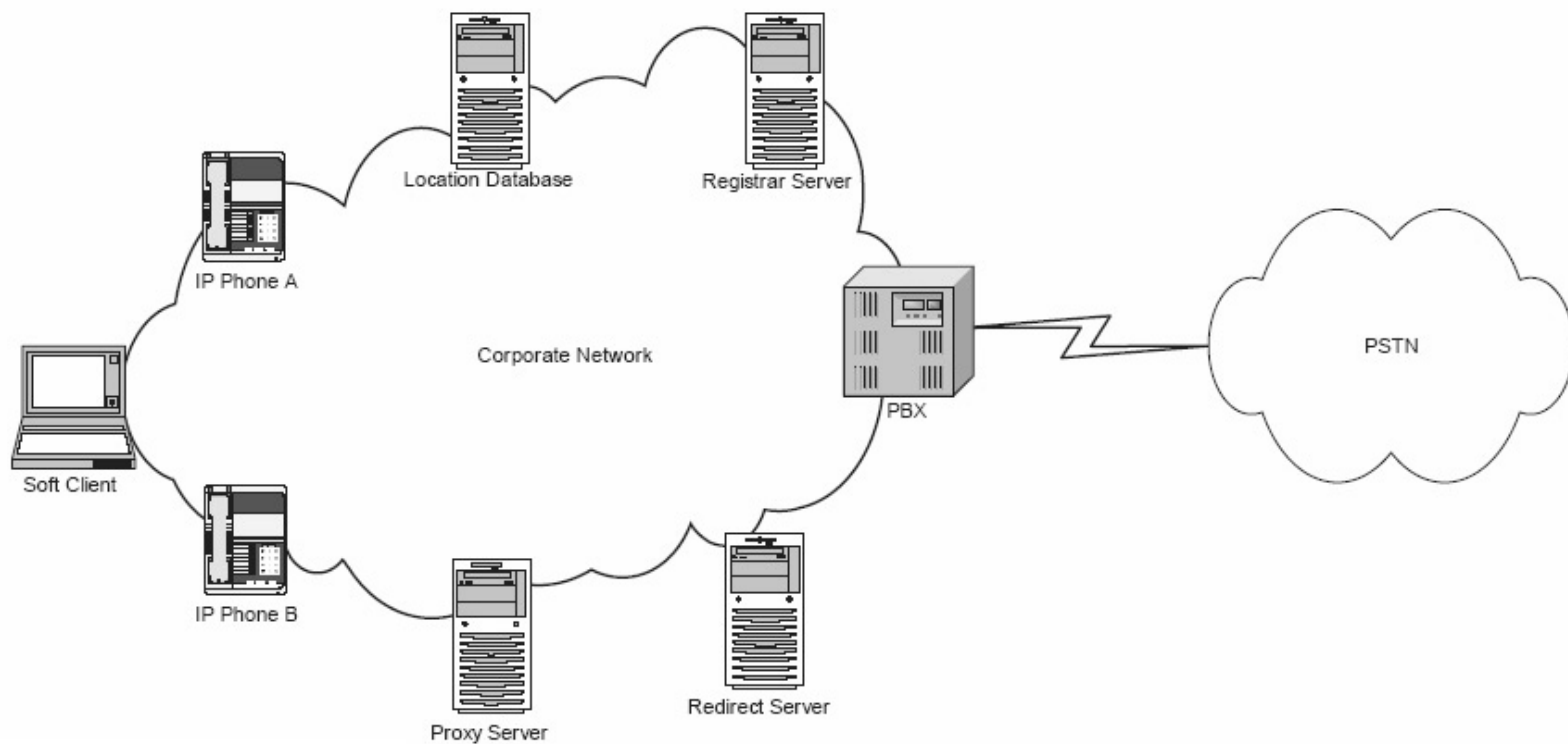 Location Database
Registrar Server
IP Phone A
Corporate Network
PSTN
PBX
Soft Client
IP Phone B
Redirect Server
Proxy Server